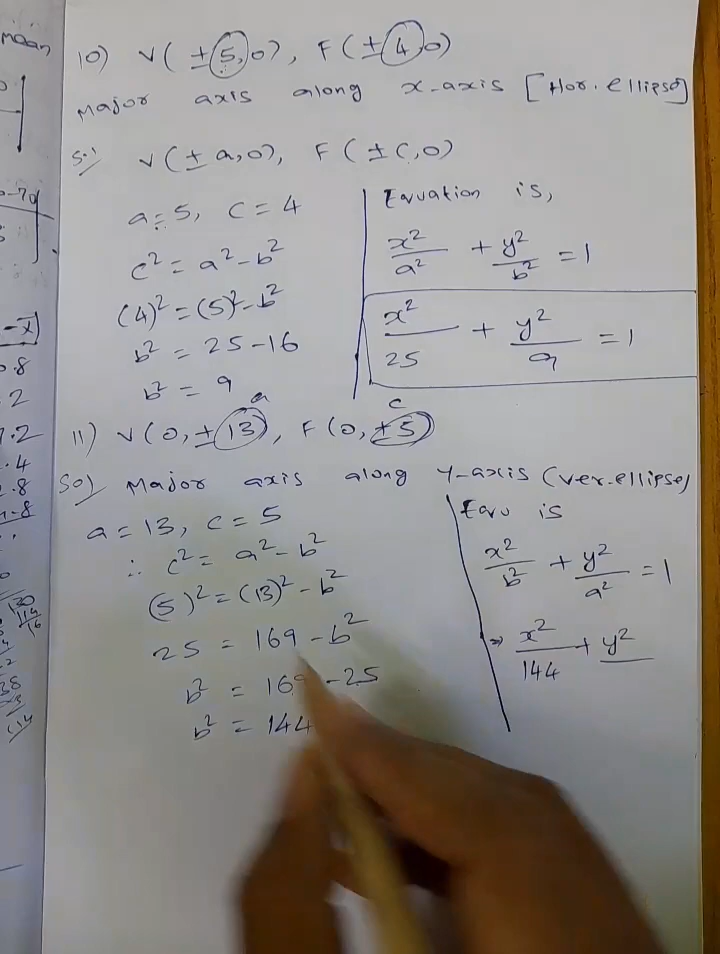 mean
10) V(±5,0), F(±4,0)
Major axis along x-axis [Hor. ellipse]
Sol V(±a,0), F(±c,0)
a=5, c=4
c² = a²-b²
(4)² = (5)²-b²
b² = 25-16
b² = 9
Equation is,
x²/a² + y²/b² = 1
x²/25 + y²/9 = 1
a c
11) V(0,±13), F(0,±5)
Sol Major axis along y-axis (ver.ellipse)
a=13, c=5
∴ c² = a²-b²
(5)² = (13)²-b²
25 = 169-b²
b² = 169-25
b² = 144
Equ is
x²/b² + y²/a² = 1
⇒ x²/144 + y²